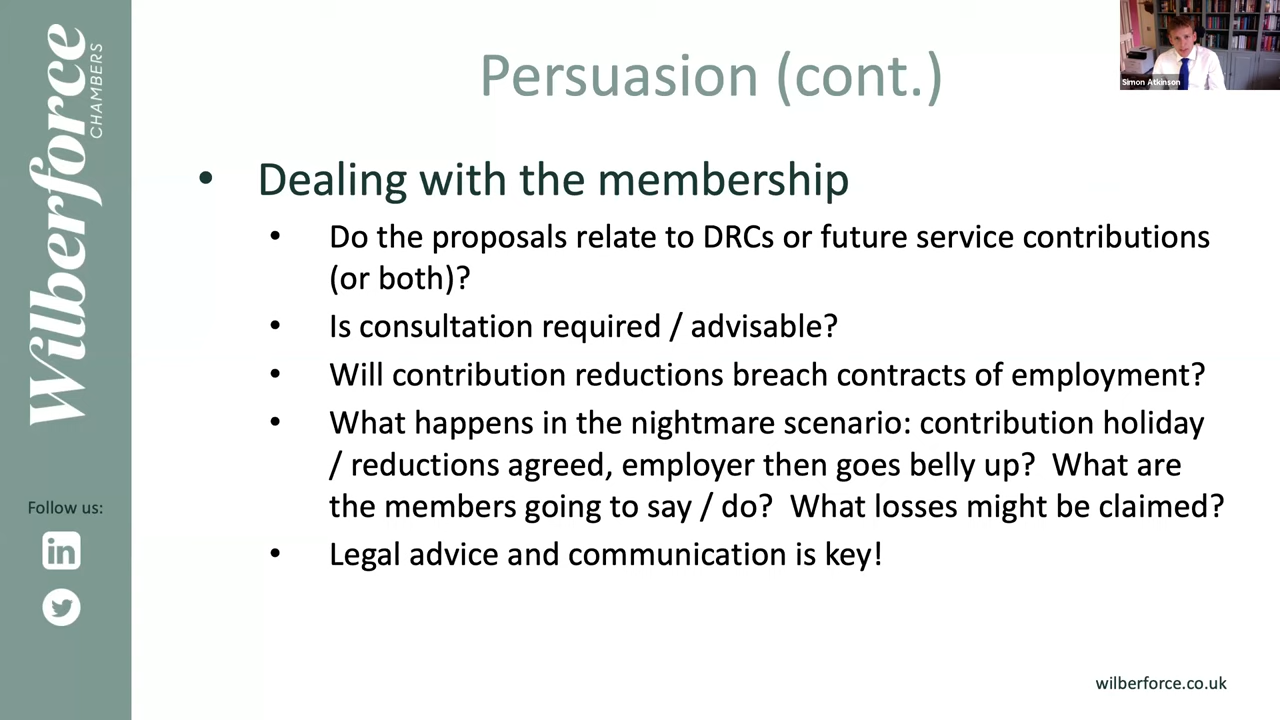 Wilberforce
CHAMBERS
Follow us:
in
Persuasion (cont.)
Simon Atkinson
• Dealing with the membership
• Do the proposals relate to DRCs or future service contributions
(or both)?
• Is consultation required / advisable?
• Will contribution reductions breach contracts of employment?
• What happens in the nightmare scenario: contribution holiday
/ reductions agreed, employer then goes belly up? What are
the members going to say / do? What losses might be claimed?
• Legal advice and communication is key!
wilberforce.co.uk